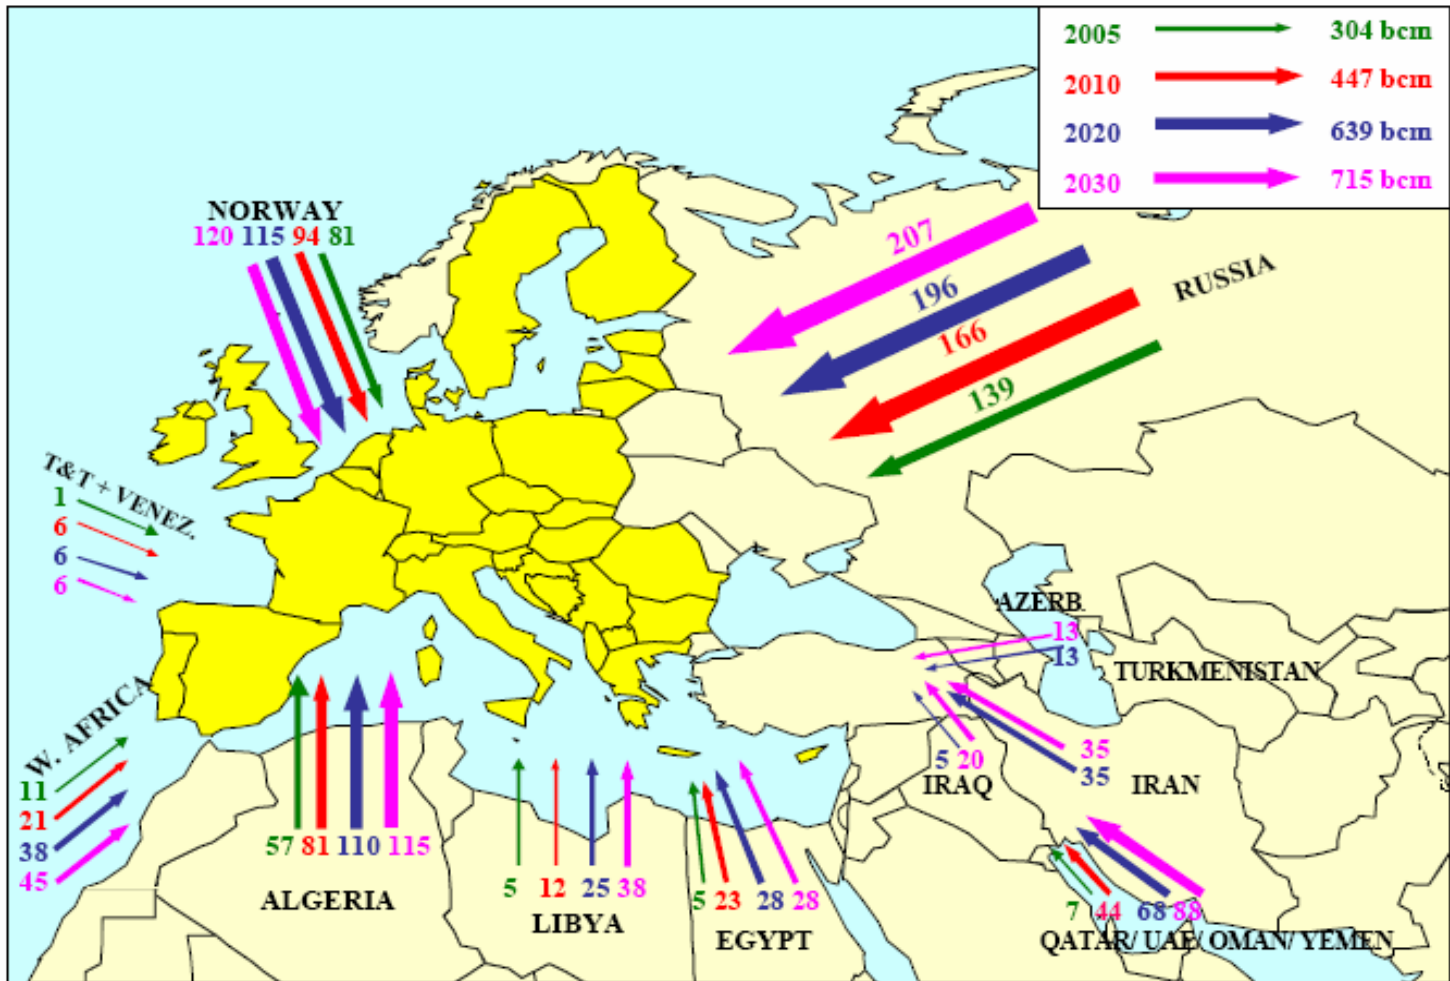 2005 304 bcm
2010 447 bcm
2020 639 bcm
2030 715 bcm
NORWAY
120 115 94 81
207
196
166
139
RUSSIA
T&T + VENEZ.
1
6
6
6
W. AFRICA
11
21
38
45
57 81 110 115
ALGERIA
5 12 25 38
LIBYA
5 23 28 28
EGYPT
AZERB.
13
13
TURKMENISTAN
5 20
IRAQ
35
35
IRAN
7 44 68 88
QATAR/ UAE/ OMAN/ YEMEN